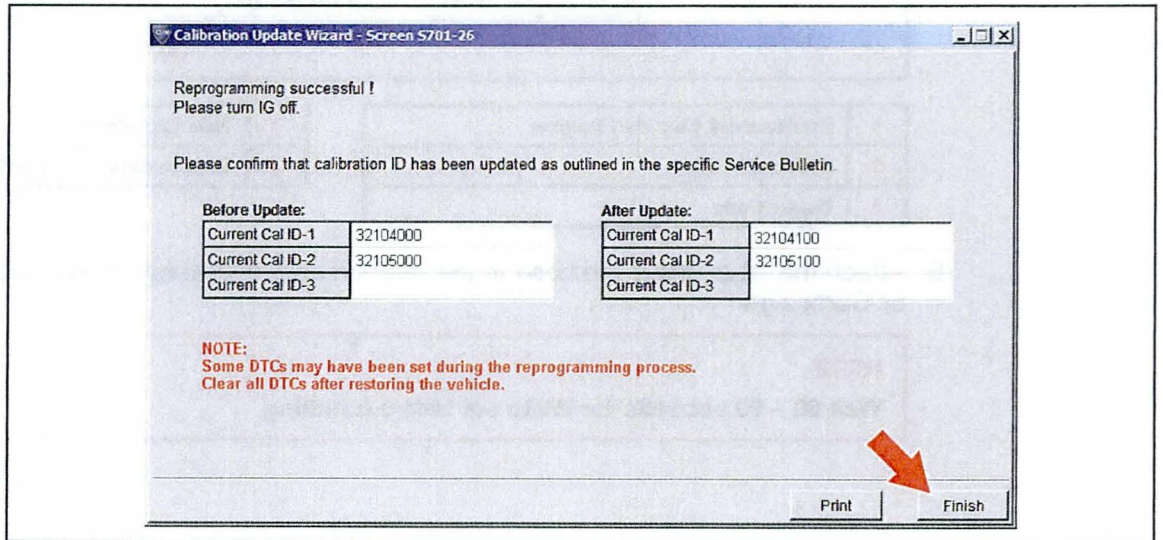 Calibration Update Wizard - Screen S701-26
Reprogramming successful !
Please turn IG off.
Please confirm that calibration ID has been updated as outlined in the specific Service Bulletin.
Before Update:
Current Cal ID-1 32104000
Current Cal ID-2 32105000
Current Cal ID-3
After Update:
Current Cal ID-1 32104100
Current Cal ID-2 32105100
Current Cal ID-3
NOTE:
Some DTCs may have been set during the reprogramming process.
Clear all DTCs after restoring the vehicle.
Print
Finish